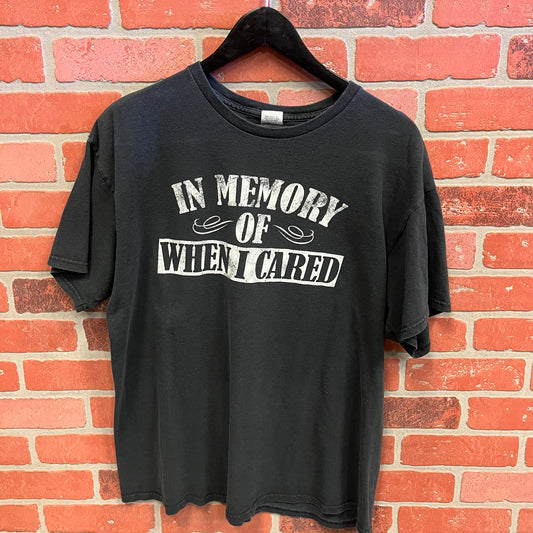 IN MEMORY
OF
WHEN I CARED